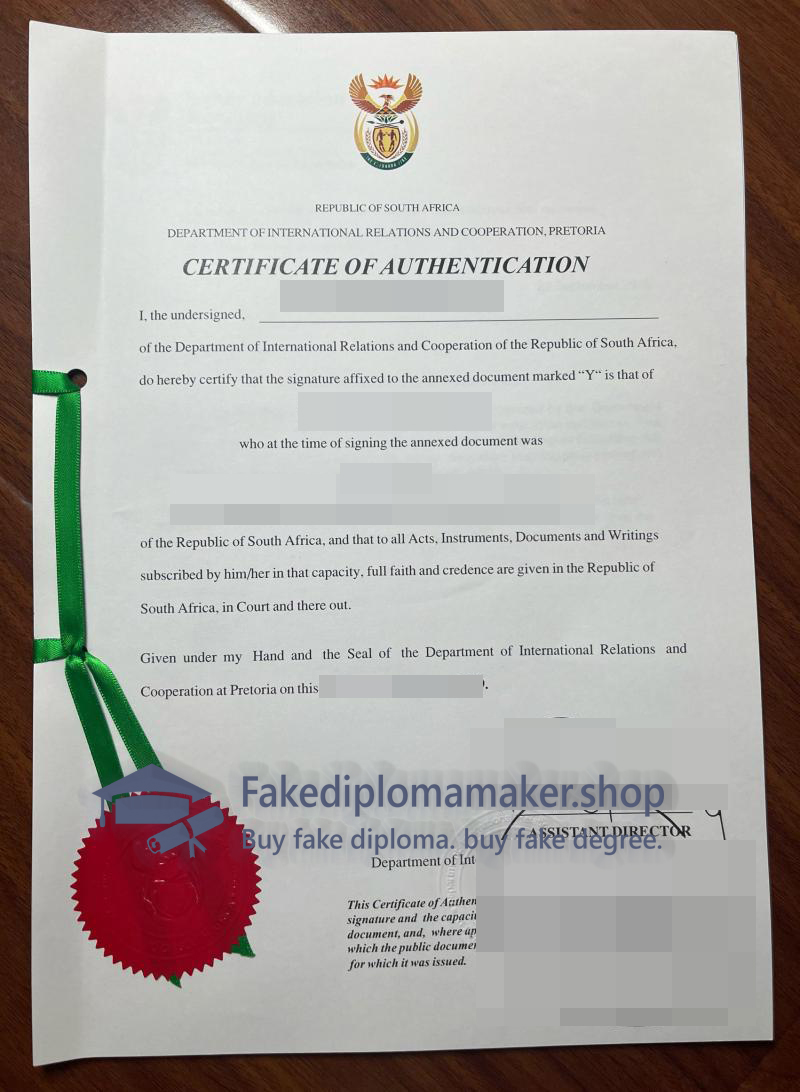 REPUBLIC OF SOUTH AFRICA
DEPARTMENT OF INTERNATIONAL RELATIONS AND COOPERATION, PRETORIA
CERTIFICATE OF AUTHENTICATION
I, the undersigned,
of the Department of International Relations and Cooperation of the Republic of South Africa,
do hereby certify that the signature affixed to the annexed document marked “Y“ is that of
who at the time of signing the annexed document was
of the Republic of South Africa, and that to all Acts, Instruments, Documents and Writings
subscribed by him/her in that capacity, full faith and credence are given in the Republic of
South Africa, in Court and there out.
Given under my Hand and the Seal of the Department of International Relations and
Cooperation at Pretoria on this
Fakediplomamaker.shop
Buy fake diploma. buy fake degree.
ASSISTANT DIRECTOR
Department of Int
This Certificate of Authen
signature and the capaci
document, and, where ap
which the public documen
for which it was issued.